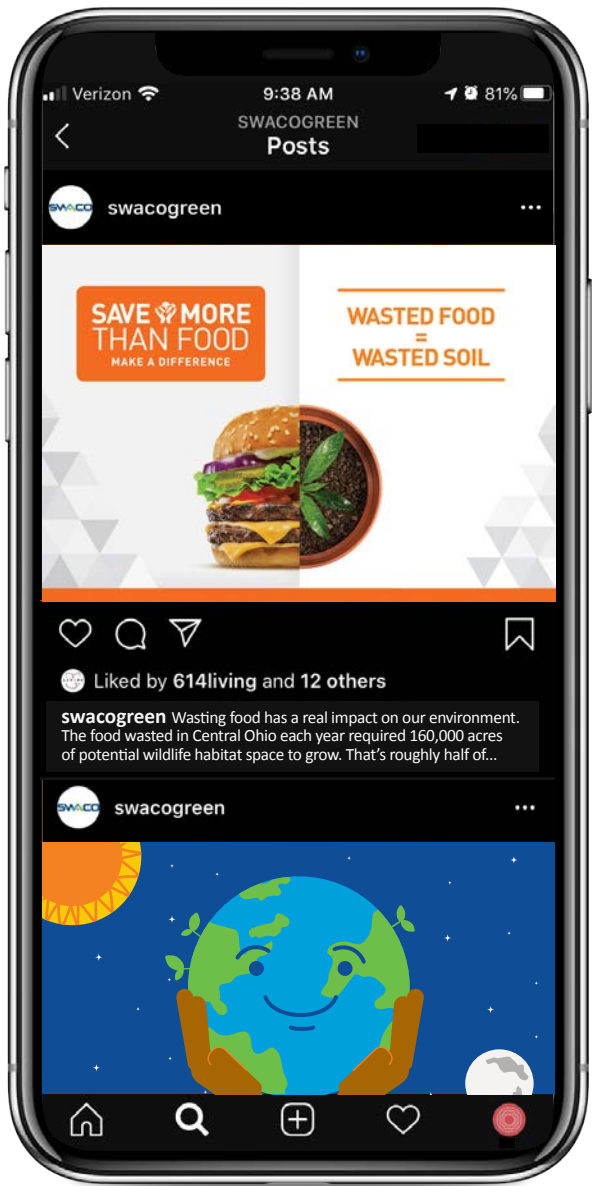 Verizon 9:38 AM 81%
SWACOGREEN
Posts
SWACO swacogreen
SAVE MORE
THAN FOOD
MAKE A DIFFERENCE
WASTED FOOD
=
WASTED SOIL
Liked by 614living and 12 others
swacogreen Wasting food has a real impact on our environment.
The food wasted in Central Ohio each year required 160,000 acres
of potential wildlife habitat space to grow. That’s roughly half of...
SWACO swacogreen